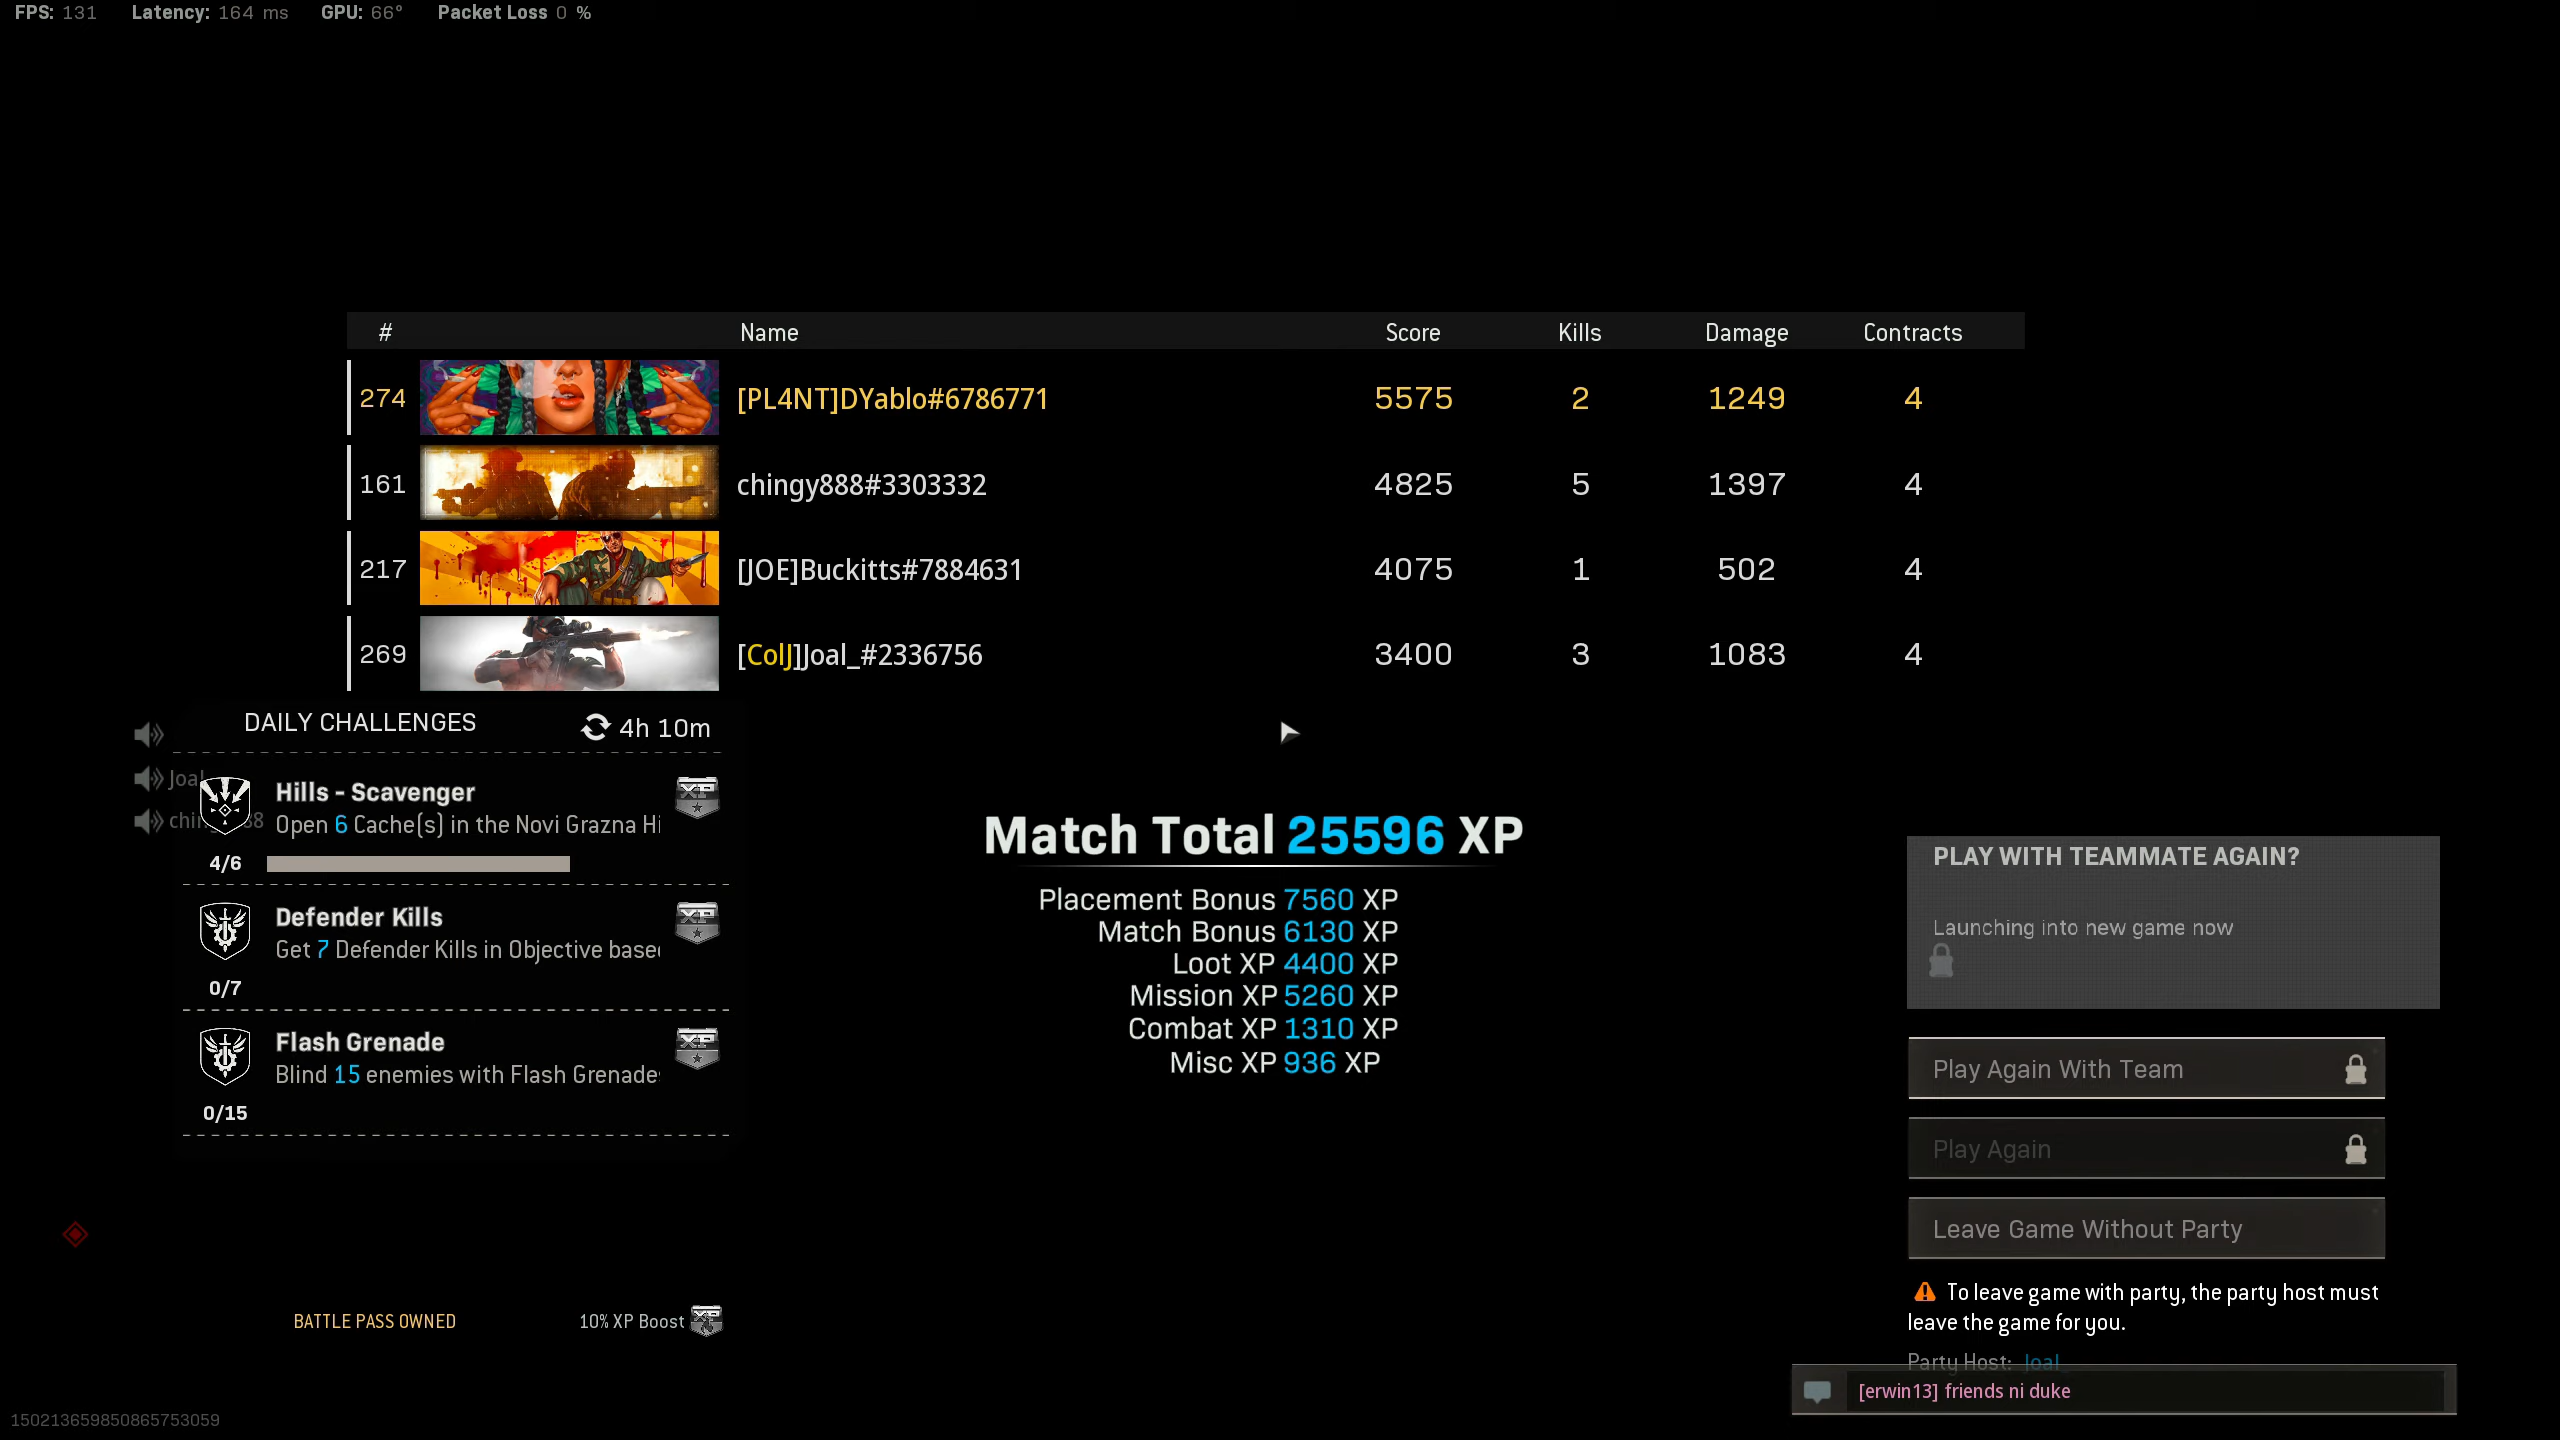 FPS: 131 Latency: 164 ms GPU: 66° Packet Loss 0 %
# Name Score Kills Damage Contracts
274 [PL4NT]DYablo#6786771 5575 2 1249 4
161 chingy888#3303332 4825 5 1397 4
217 [JOE]Buckitts#7884631 4075 1 502 4
269 [ColJ]Joal_#2336756 3400 3 1083 4
DAILY CHALLENGES 4h 10m
Joal
Hills - Scavenger
Open 6 Cache(s) in the Novi Grazna Hi
4/6
Defender Kills
Get 7 Defender Kills in Objective based
0/7
Flash Grenade
Blind 15 enemies with Flash Grenades
0/15
BATTLE PASS OWNED 10% XP Boost
Match Total 25596 XP
Placement Bonus 7560 XP
Match Bonus 6130 XP
Loot XP 4400 XP
Mission XP 5260 XP
Combat XP 1310 XP
Misc XP 936 XP
PLAY WITH TEAMMATE AGAIN?
Launching into new game now
Play Again With Team
Play Again
Leave Game Without Party
To leave game with party, the party host must
leave the game for you.
Party Host: Joal_
[erwin13] friends ni duke
15021365985086575​3059